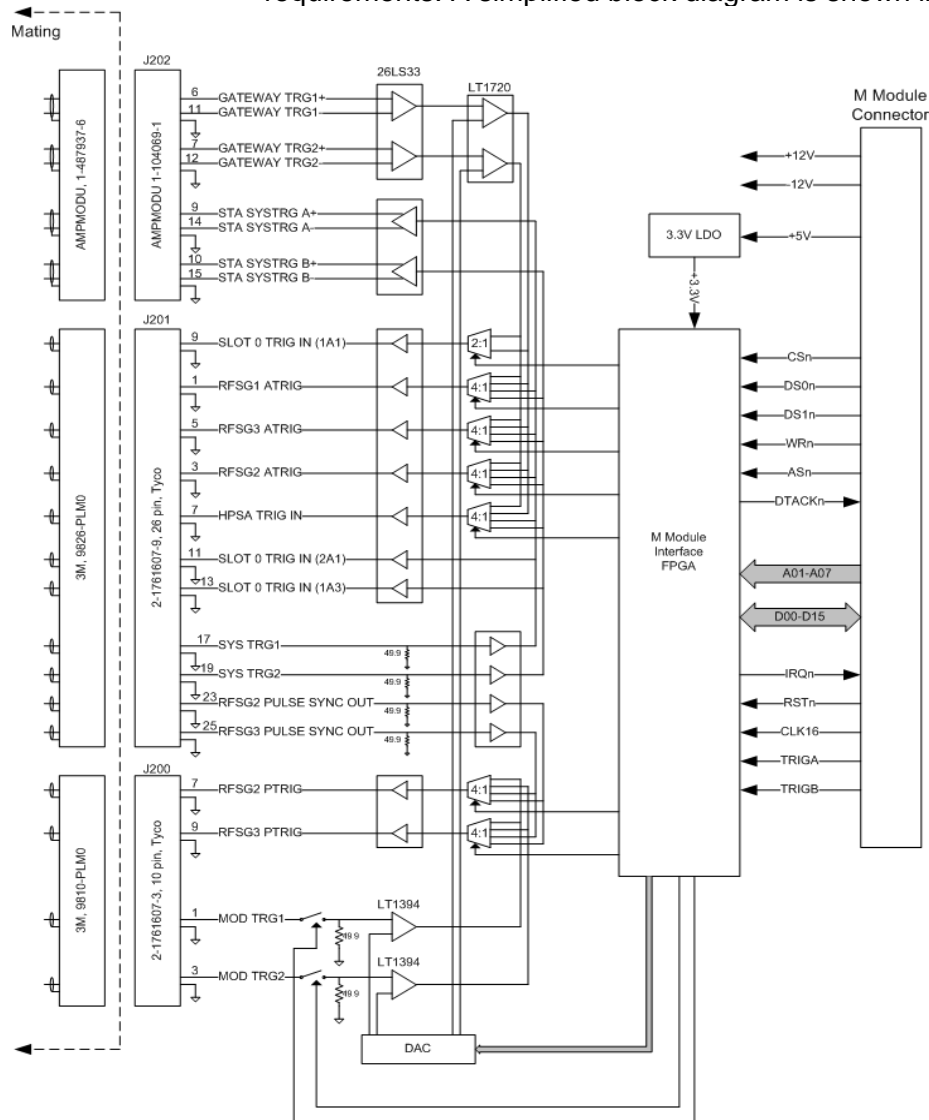 requirements. A simplified block diagram is shown i
Mating
J202
26LS33
LT1720
M Module
Connector
AMPMODU, 1-487937-6
AMPMODU 1-104069-1
6 GATEWAY TRG1+
11 GATEWAY TRG1-
7 GATEWAY TRG2+
12 GATEWAY TRG2-
9 STA SYSTRG A+
14 STA SYSTRG A-
10 STA SYSTRG B+
15 STA SYSTRG B-
+12V
-12V
+5V
3.3V LDO
+3.3V
J201
3M, 9826-PLM0
2-1761607-9, 26 pin, Tyco
9 SLOT 0 TRIG IN (1A1)
2:1
1 RFSG1 ATRIG
4:1
5 RFSG3 ATRIG
4:1
3 RFSG2 ATRIG
4:1
7 HPSA TRIG IN
4:1
11 SLOT 0 TRIG IN (2A1)
13 SLOT 0 TRIG IN (1A3)
17 SYS TRG1
49.9
19 SYS TRG2
49.9
23 RFSG2 PULSE SYNC OUT
49.9
25 RFSG3 PULSE SYNC OUT
49.9
M Module
Interface
FPGA
CSn
DS0n
DS1n
WRn
ASn
DTACKn
A01-A07
D00-D15
IRQn
RSTn
CLK16
TRIGA
TRIGB
J200
3M, 9810-PLM0
2-1761607-3, 10 pin, Tyco
7 RFSG2 PTRIG
4:1
9 RFSG3 PTRIG
4:1
1 MOD TRG1
49.9
LT1394
3 MOD TRG2
49.9
LT1394
DAC